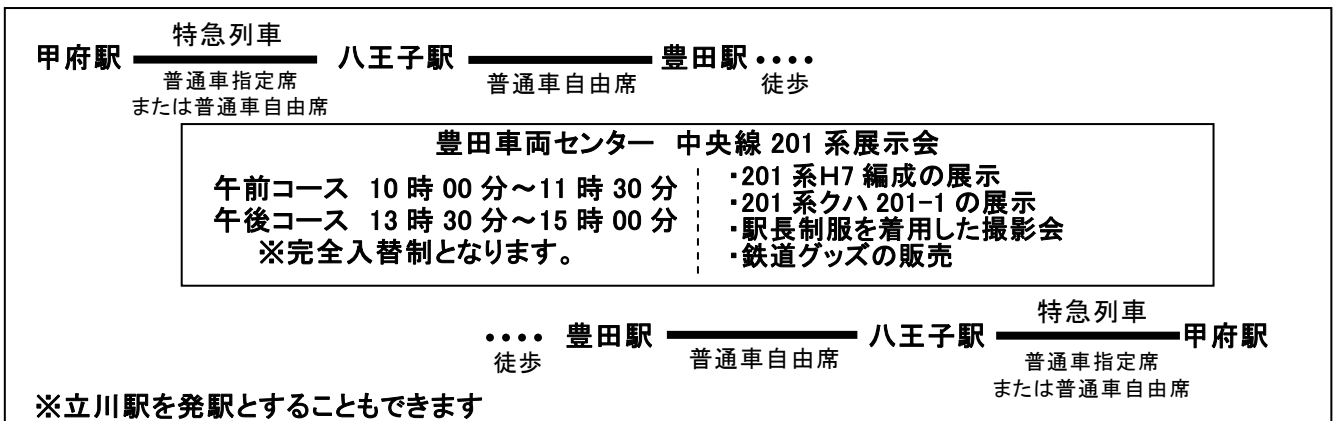 特急列車
甲府駅 八王子駅 豊田駅・・・・
普通車指定席 普通車自由席 徒歩
または普通車自由席
豊田車両センター 中央線 201 系展示会
午前コース 10 時 00 分~11 時 30 分
午後コース 13 時 30 分~15 時 00 分
※完全入替制となります。
・201 系H7 編成の展示
・201 系クハ 201-1 の展示
・駅長制服を着用した撮影会
・鉄道グッズの販売
特急列車
・・・・ 豊田駅 八王子駅 甲府駅
徒歩 普通車自由席 普通車指定席
または普通車自由席
※立川駅を発駅とすることもできます